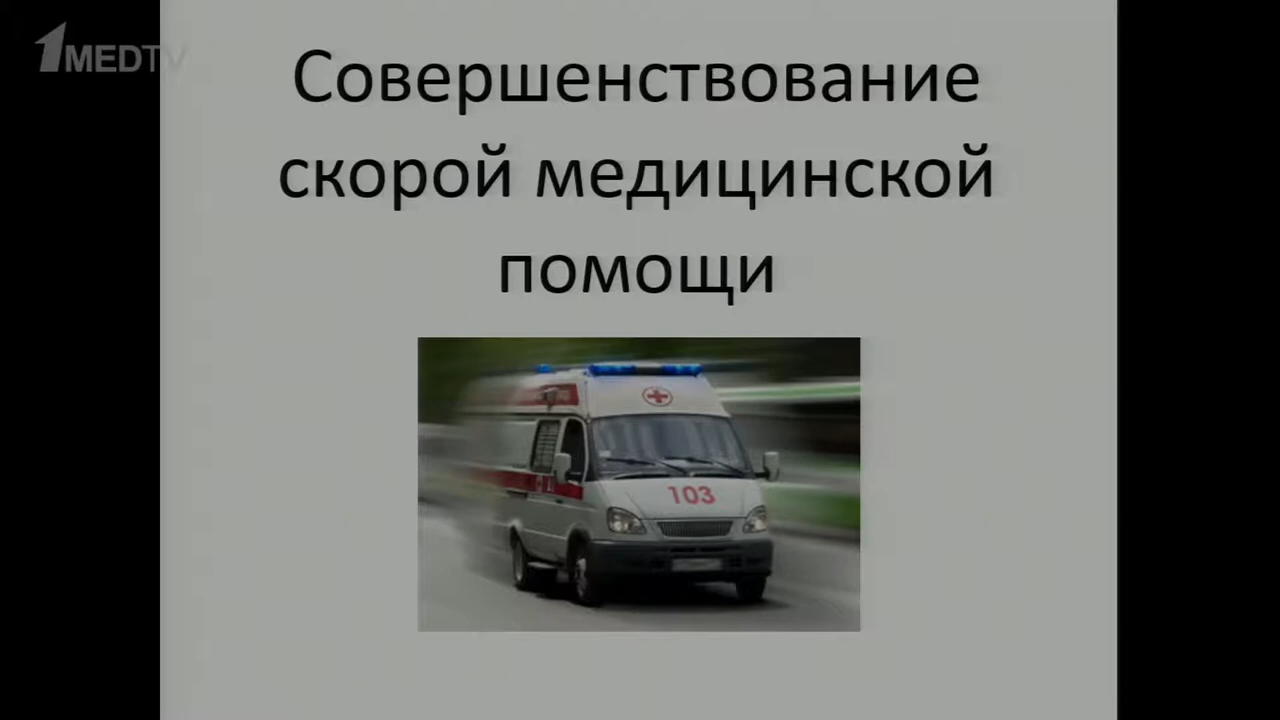 1MEDTV
Совершенствование
скорой медицинской
помощи
103